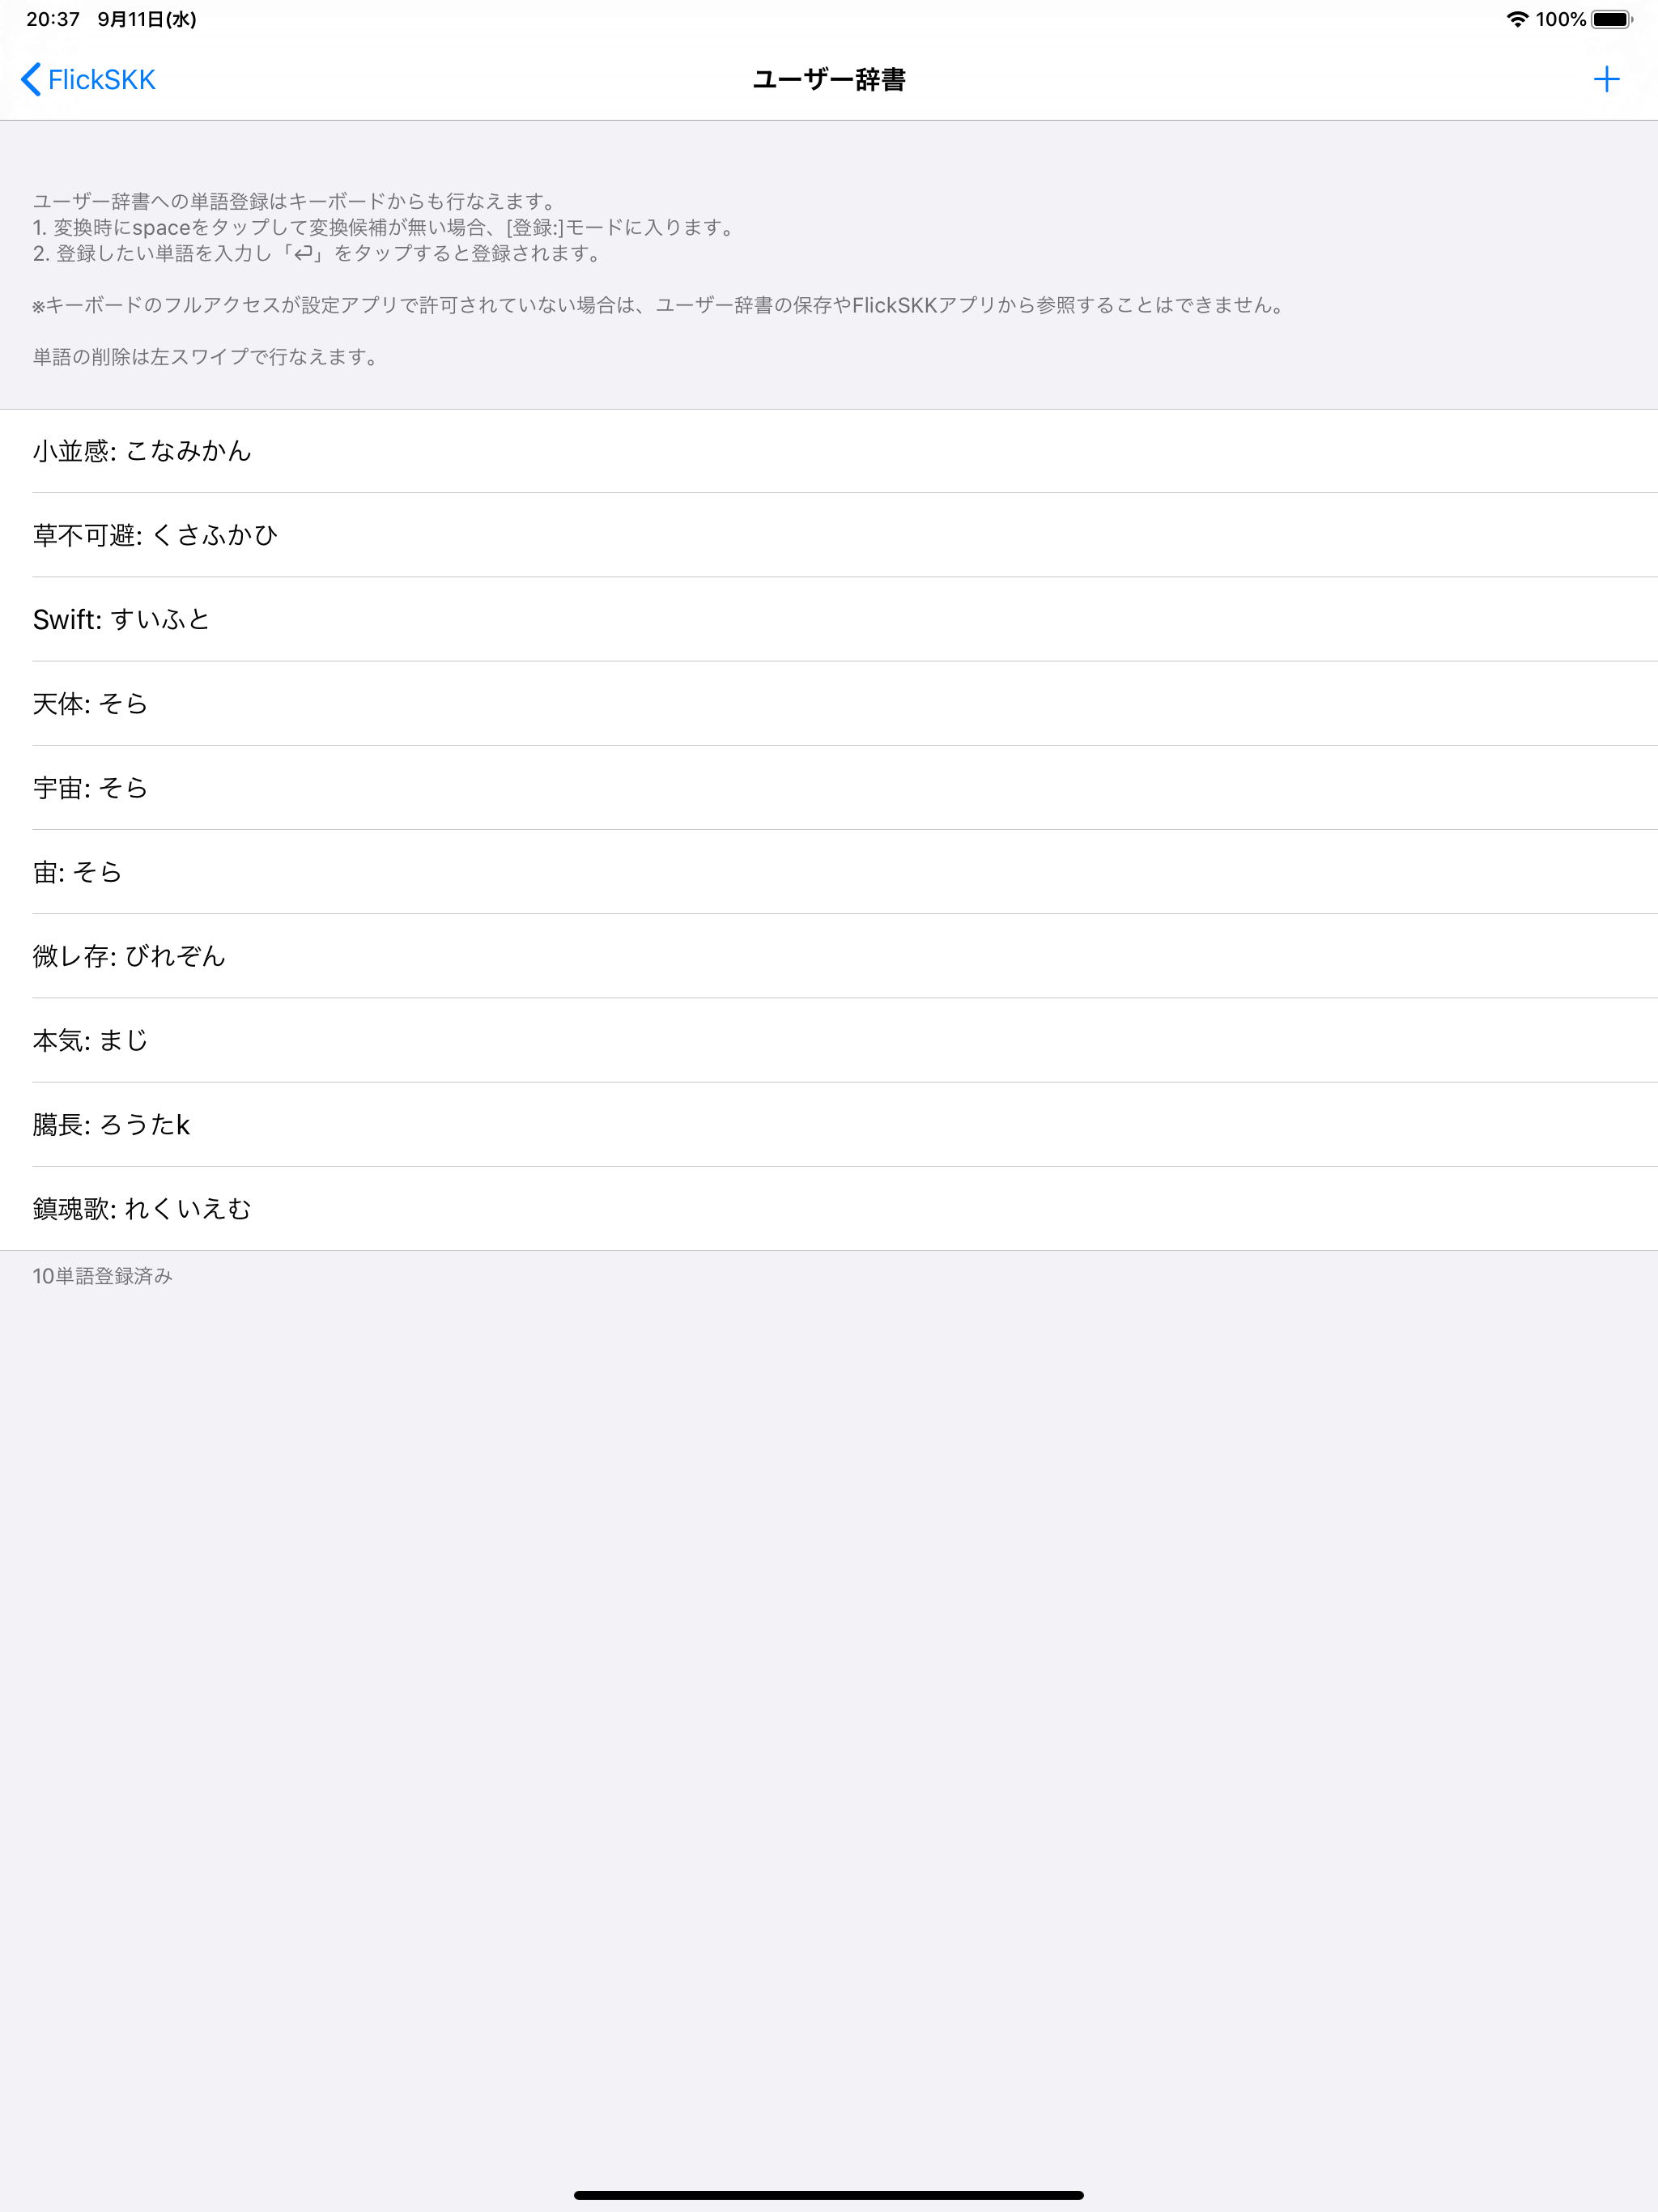 20:37 9月11日(水) 100%
FlickSKK ユーザー辞書 +
ユーザー辞書への単語登録はキーボードからも行なえます。
1. 変換時にspaceをタップして変換候補が無い場合、[登録:]モードに入ります。
2. 登録したい単語を入力し「⏎」をタップすると登録されます。
※キーボードのフルアクセスが設定アプリで許可されていない場合は、ユーザー辞書の保存やFlickSKKアプリから参照することはできません。
単語の削除は左スワイプで行なえます。
小並感: こなみかん
草不可避: くさふかひ
Swift: すいふと
天体: そら
宇宙: そら
宙: そら
微レ存: びれぞん
本気: まじ
臈長: ろうたk
鎮魂歌: れくいえむ
10単語登録済み